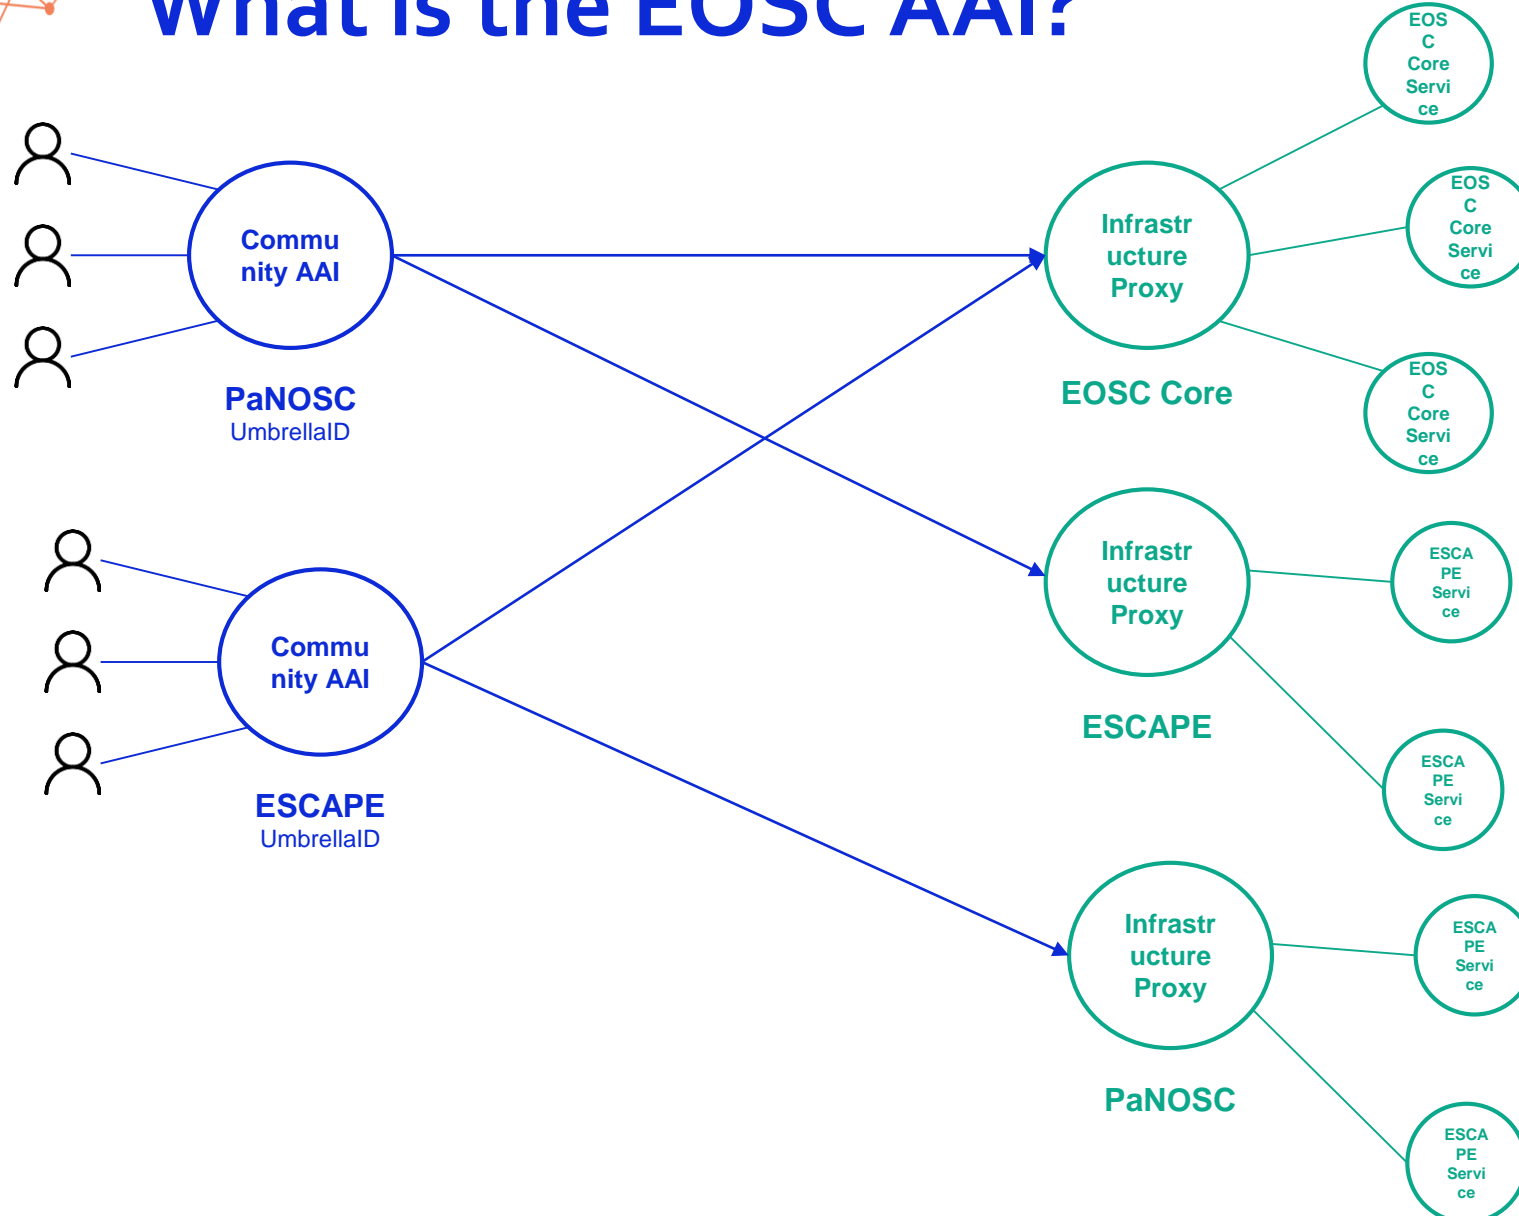 What is the EOSC AAI?
EOS
C
Core
Servi
ce
EOS
C
Core
Servi
ce
Commu
nity AAI
Infrastr
ucture
Proxy
PaNOSC
UmbrellaID
EOSC Core
EOS
C
Core
Servi
ce
Infrastr
ucture
Proxy
ESCA
PE
Servi
ce
Commu
nity AAI
ESCAPE
ESCAPE
UmbrellaID
ESCA
PE
Servi
ce
Infrastr
ucture
Proxy
ESCA
PE
Servi
ce
PaNOSC
ESCA
PE
Servi
ce